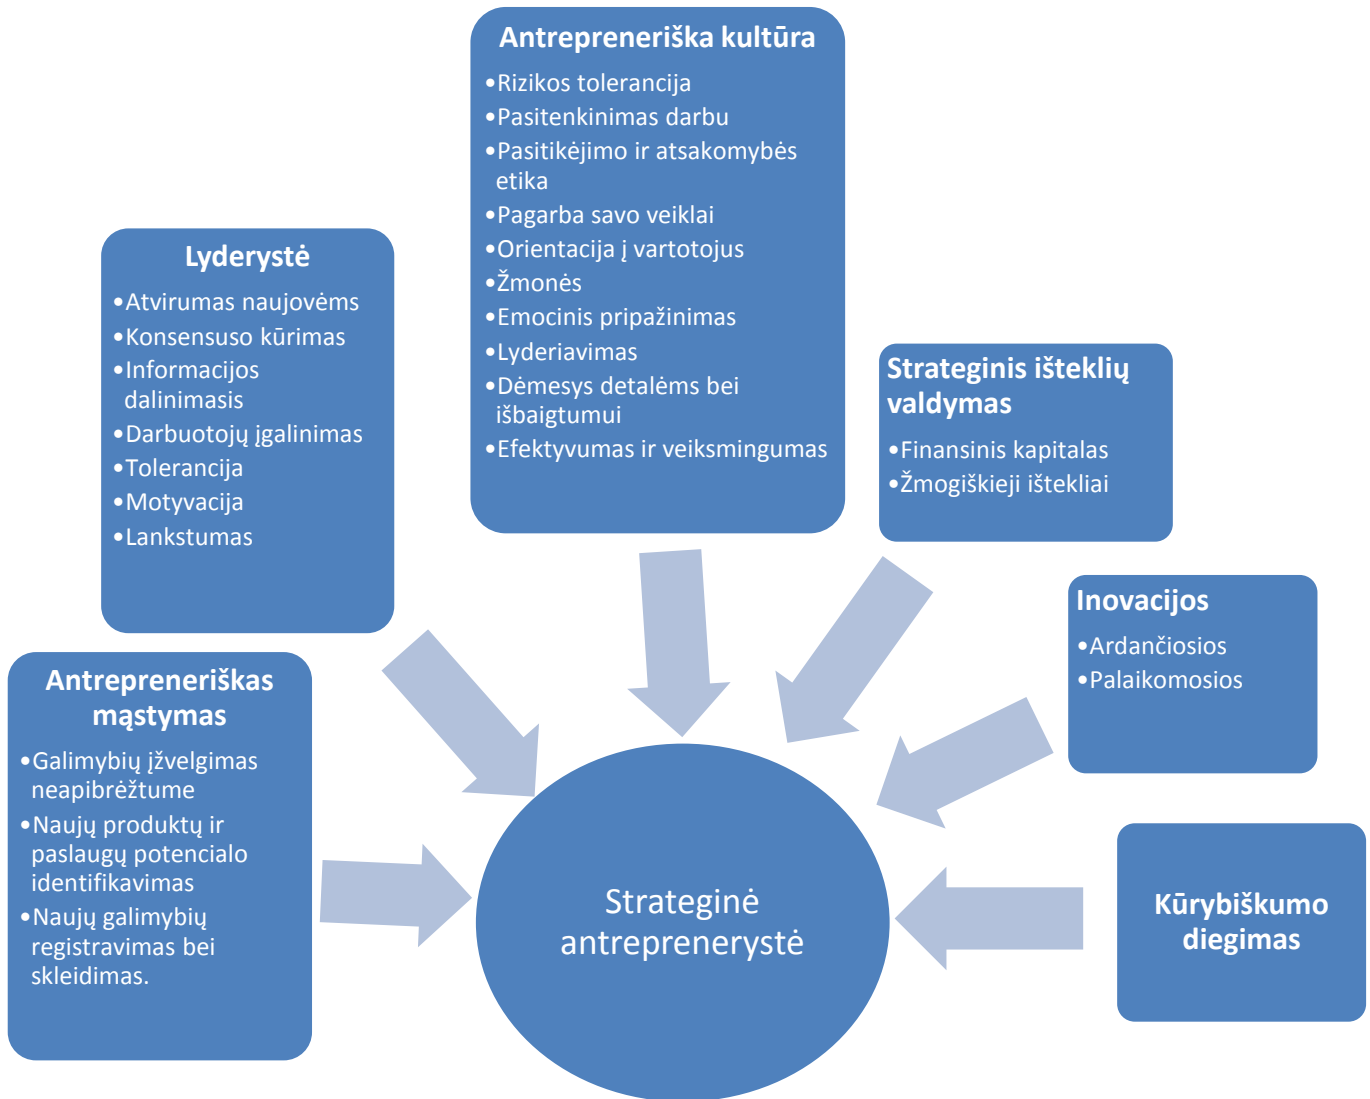 Antrepreneriška kultūra
•Rizikos tolerancija
•Pasitenkinimas darbu
•Pasitikėjimo ir atsakomybės
etika
•Pagarba savo veiklai
•Orientacija į vartotojus
•Žmonės
•Emocinis pripažinimas
•Lyderiavimas
•Dėmesys detalėms bei
išbaigtumui
•Efektyvumas ir veiksmingumas
Lyderystė
•Atvirumas naujovėms
•Konsensuso kūrimas
•Informacijos
dalinimasis
•Darbuotojų įgalinimas
•Tolerancija
•Motyvacija
•Lankstumas
Strateginis išteklių
valdymas
•Finansinis kapitalas
•Žmogiškieji ištekliai
Inovacijos
•Ardančiosios
•Palaikomosios
Antrepreneriškas
mąstymas
•Galimybių įžvelgimas
neapibrėžtume
•Naujų produktų ir
paslaugų potencialo
identifikavimas
•Naujų galimybių
registravimas bei
skleidimas.
Strateginė
antreprenerystė
Kūrybiškumo
diegimas